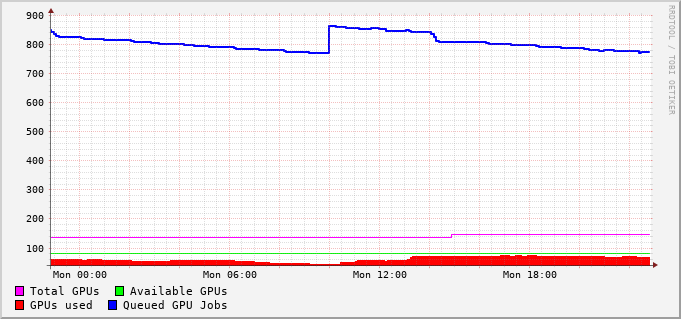 900
800
700
600
500
400
300
200
100
Mon 00:00 Mon 06:00 Mon 12:00 Mon 18:00
Total GPUs Available GPUs
GPUs used Queued GPU Jobs
RRDTOOL / TOBI OETIKER